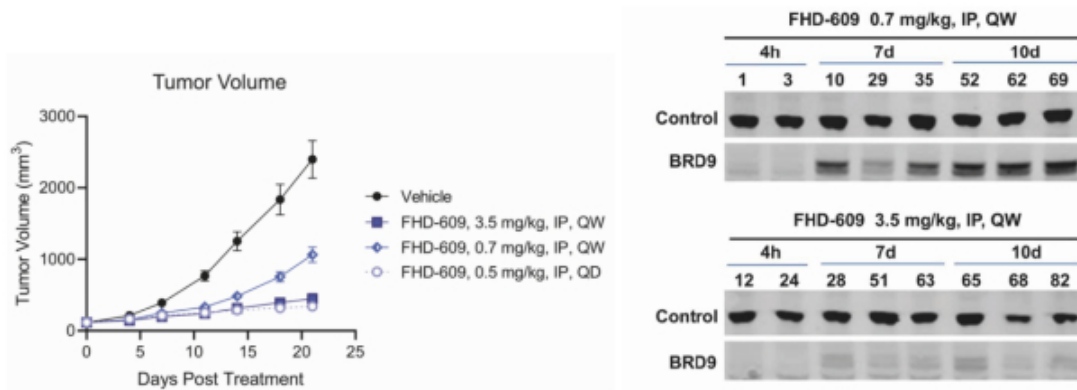 Tumor Volume
Tumor Volume (mm³)
3000
2000
1000
0
0 5 10 15 20 25
Days Post Treatment
Vehicle
FHD-609, 3.5 mg/kg, IP, QW
FHD-609, 0.7 mg/kg, IP, QW
FHD-609, 0.5 mg/kg, IP, QD
FHD-609 0.7 mg/kg, IP, QW
4h 7d 10d
1 3 10 29 35 52 62 69
Control
BRD9
FHD-609 3.5 mg/kg, IP, QW
4h 7d 10d
12 24 28 51 63 65 68 82
Control
BRD9